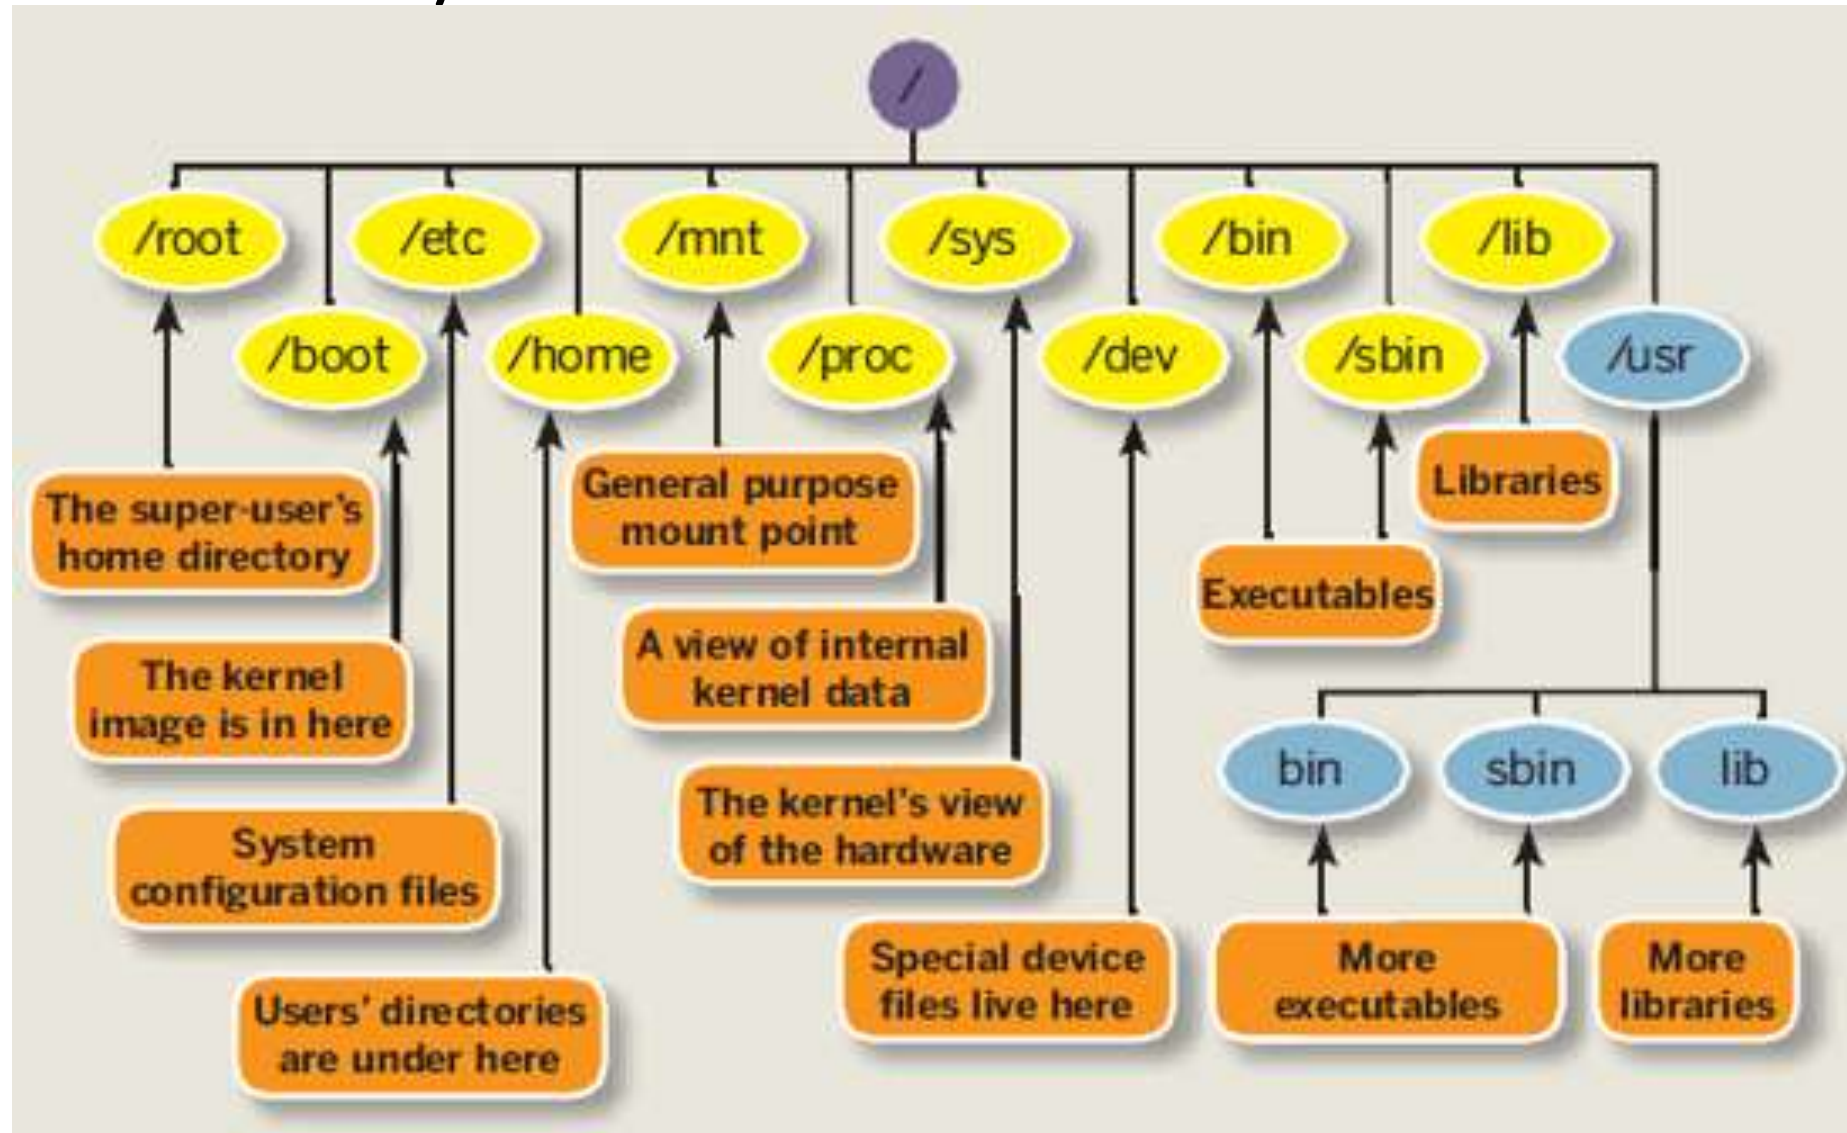 /
/root
/etc
/mnt
/sys
/bin
/lib
/boot
/home
/proc
/dev
/sbin
/usr
The super-user's
home directory
General purpose
mount point
Libraries
Executables
A view of internal
kernel data
The kernel
image is in here
bin
sbin
lib
The kernel's view
of the hardware
System
configuration files
Special device
files live here
More
executables
More
libraries
Users' directories
are under here